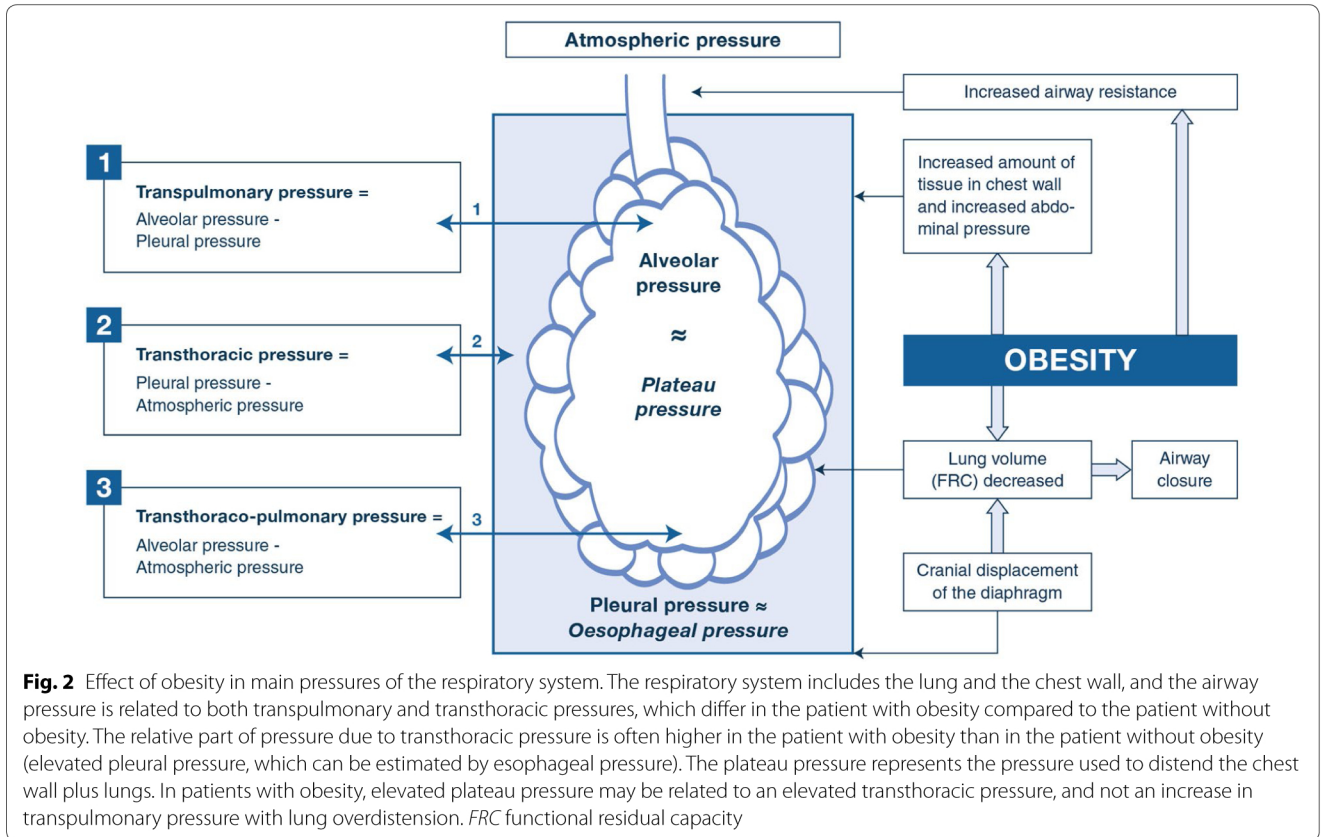 Atmospheric pressure
Increased airway resistance
1
Transpulmonary pressure =
Alveolar pressure -
Pleural pressure
1
Increased amount of
tissue in chest wall
and increased abdo-
minal pressure
Alveolar
pressure
≈
Plateau
pressure
2
Transthoracic pressure =
Pleural pressure -
Atmospheric pressure
2
OBESITY
Lung volume
(FRC) decreased
Airway
closure
3
Transthoraco-pulmonary pressure =
Alveolar pressure -
Atmospheric pressure
3
Cranial displacement
of the diaphragm
Pleural pressure ≈
Oesophageal pressure
Fig. 2 Effect of obesity in main pressures of the respiratory system. The respiratory system includes the lung and the chest wall, and the airway
pressure is related to both transpulmonary and transthoracic pressures, which differ in the patient with obesity compared to the patient without
obesity. The relative part of pressure due to transthoracic pressure is often higher in the patient with obesity than in the patient without obesity
(elevated pleural pressure, which can be estimated by esophageal pressure). The plateau pressure represents the pressure used to distend the chest
wall plus lungs. In patients with obesity, elevated plateau pressure may be related to an elevated transthoracic pressure, and not an increase in
transpulmonary pressure with lung overdistension. FRC functional residual capacity